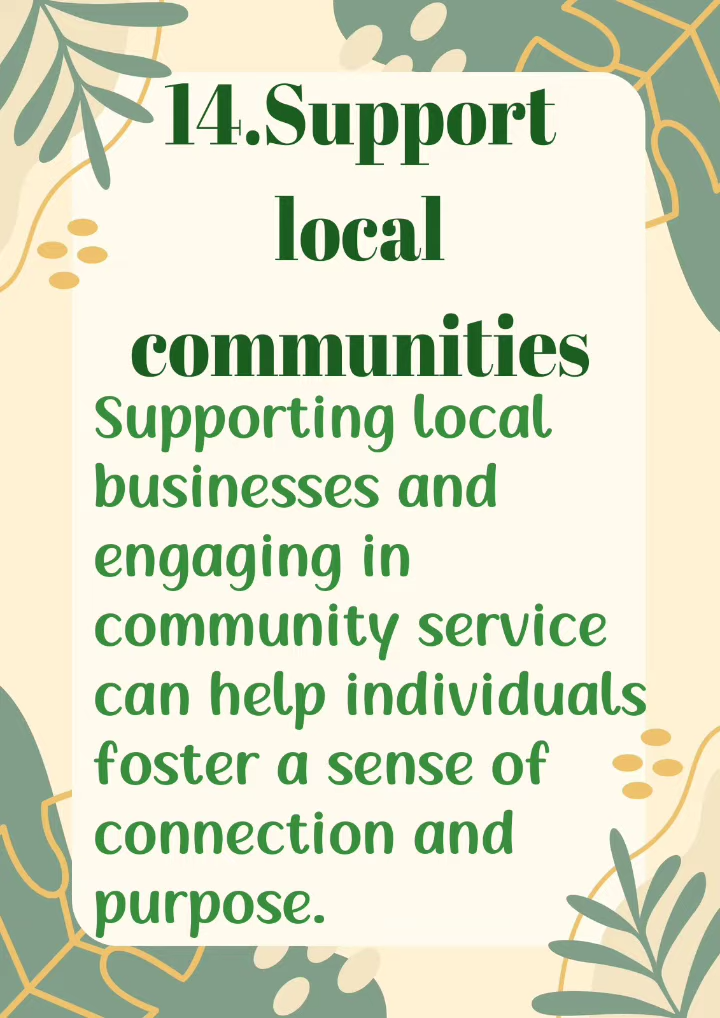 14.Support
local
communities
Supporting local
businesses and
engaging in
community service
can help individuals
foster a sense of
connection and
purpose.